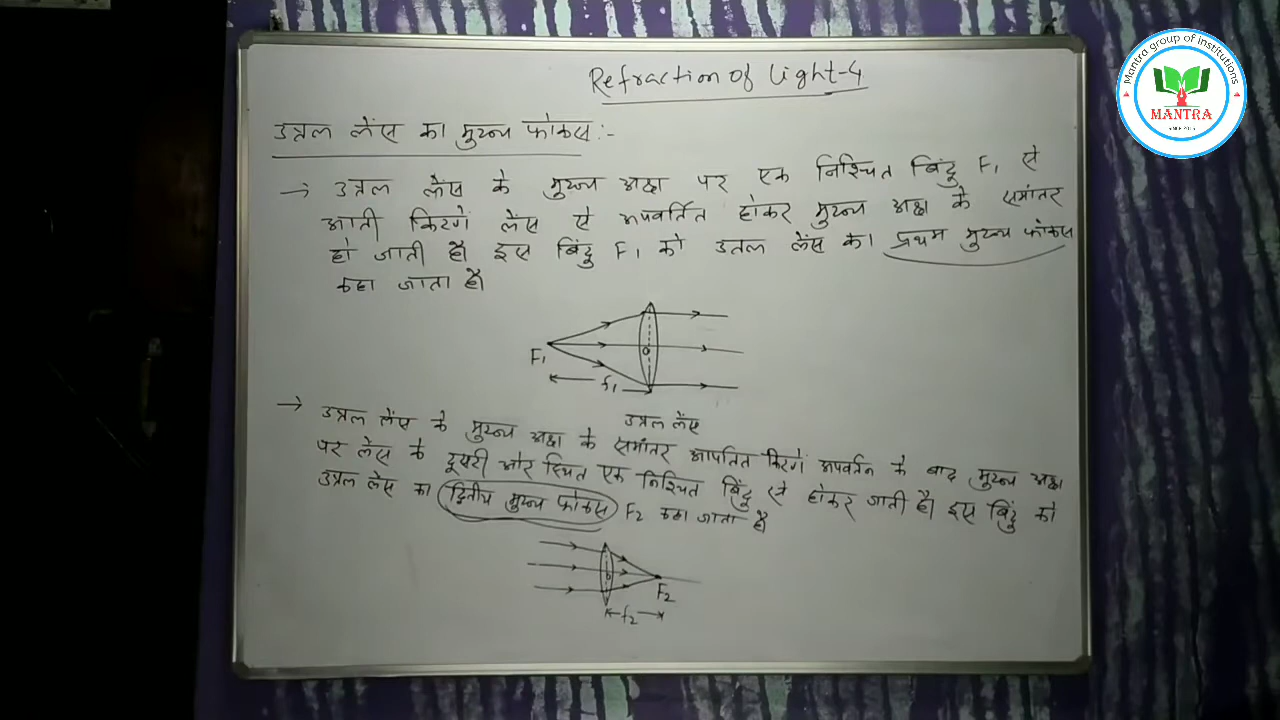 Refraction of light-4
उत्तल लेंस का मुख्य फोकस:-
→ उत्तल लेंस के मुख्य अक्ष पर एक निश्चित बिंदु F₁ से
आती किरणे लेंस से अपवर्तित होकर मुख्य अक्ष के समांतर
हो जाती है। इस बिंदु F₁ को उत्तल लेंस का प्रथम मुख्य फोकस
कहा जाता है।
F₁
O
f₁
उत्तल लेंस
→ उत्तल लेंस के मुख्य अक्ष के समांतर आपतित किरणे अपवर्तन के बाद मुख्य अक्ष
पर लेंस के दूसरी ओर स्थित एक निश्चित बिंदु से होकर जाती है। इस बिंदु को
उत्तल लेंस का द्वितीय मुख्य फोकस F₂ कहा जाता है।
O
F₂
f₂
Mantra group of Institutions
MANTRA